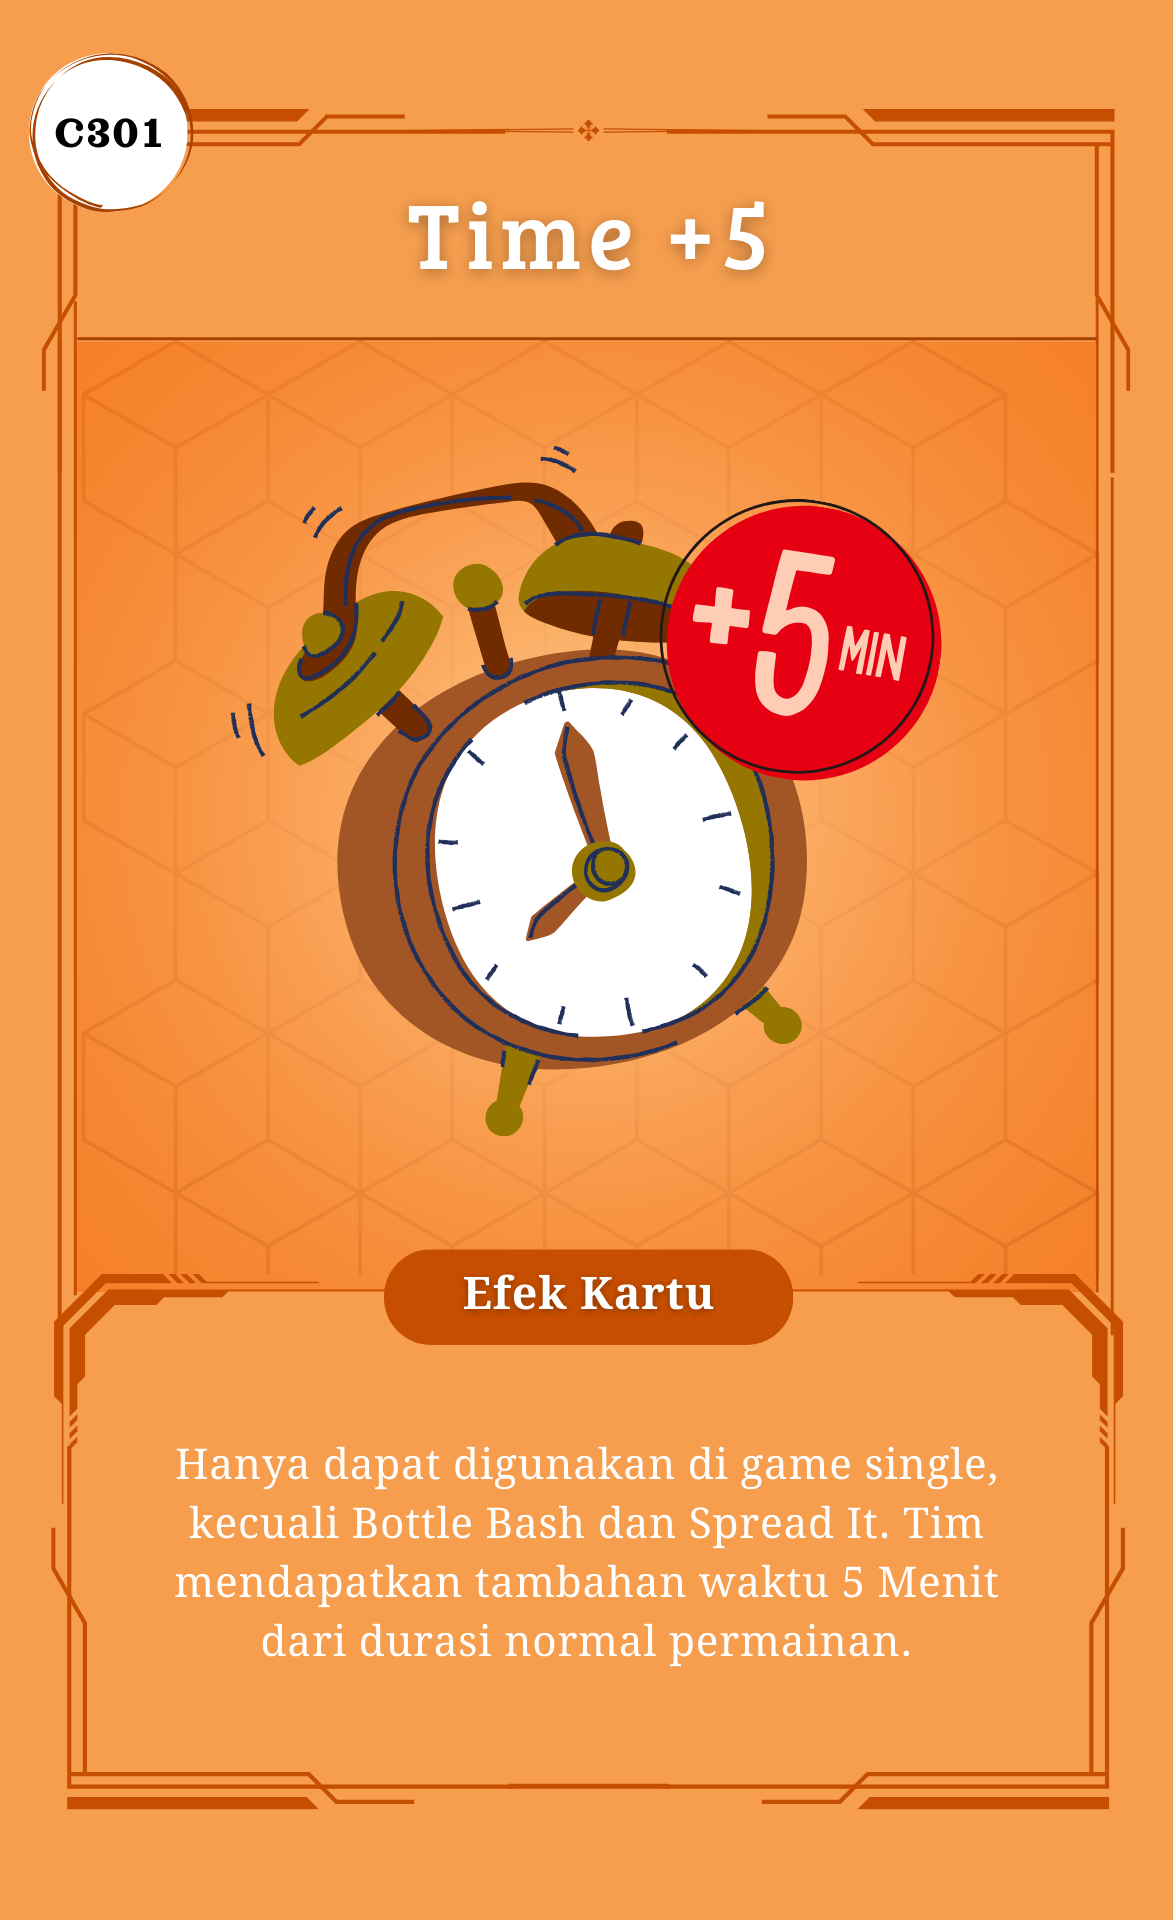 C301
Time +5
+5 MIN
Efek Kartu
Hanya dapat digunakan di game single,
kecuali Bottle Bash dan Spread It. Tim
mendapatkan tambahan waktu 5 Menit
dari durasi normal permainan.